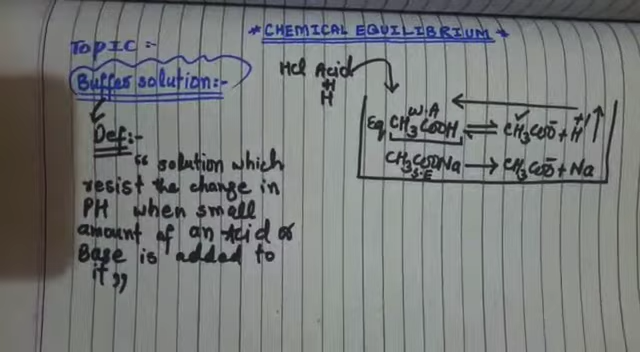 * CHEMICAL EQUILIBRIUM *
Topic :-
Buffer solution:-
Def:-
" solution which
resist the change in
PH when small
amount of an Acid or
Base is added to
it "
HCl Acid
H
H
W.A
Eq CH3COOH ⇌ CH3COO- + H+
CH3COONa → CH3COO- + Na